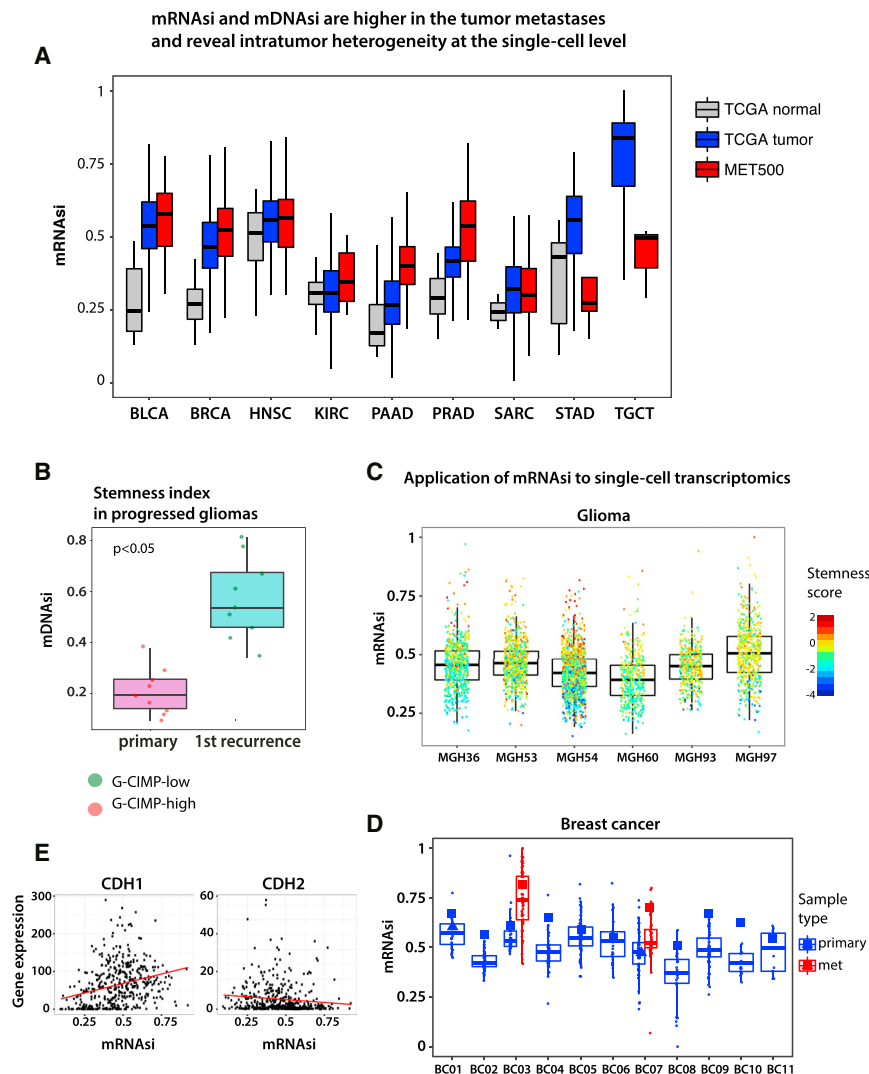 mRNAsi and mDNAsi are higher in the tumor metastases
and reveal intratumor heterogeneity at the single-cell level
A
mRNAsi
1
0.75
0.5
0.25
0
BLCA BRCA HNSC KIRC PAAD PRAD SARC STAD TGCT
TCGA normal
TCGA tumor
MET500
B
Stemness index
in progressed gliomas
p<0.05
mDNAsi
0.8
0.6
0.4
0.2
primary 1st recurrence
G-CIMP-low
G-CIMP-high
C
Application of mRNAsi to single-cell transcriptomics
Glioma
mRNAsi
1
0.75
0.5
0.25
MGH36 MGH53 MGH54 MGH60 MGH93 MGH97
Stemness
score
2
0
-2
-4
D
Breast cancer
mRNAsi
1
0.75
0.5
0.25
0
BC01 BC02 BC03 BC04 BC05 BC06 BC07 BC08 BC09 BC10 BC11
Sample
type
primary
met
E
CDH1
Gene expression
300
200
100
0
0.25 0.5 0.75
mRNAsi
CDH2
60
40
20
0
0.25 0.5 0.75
mRNAsi